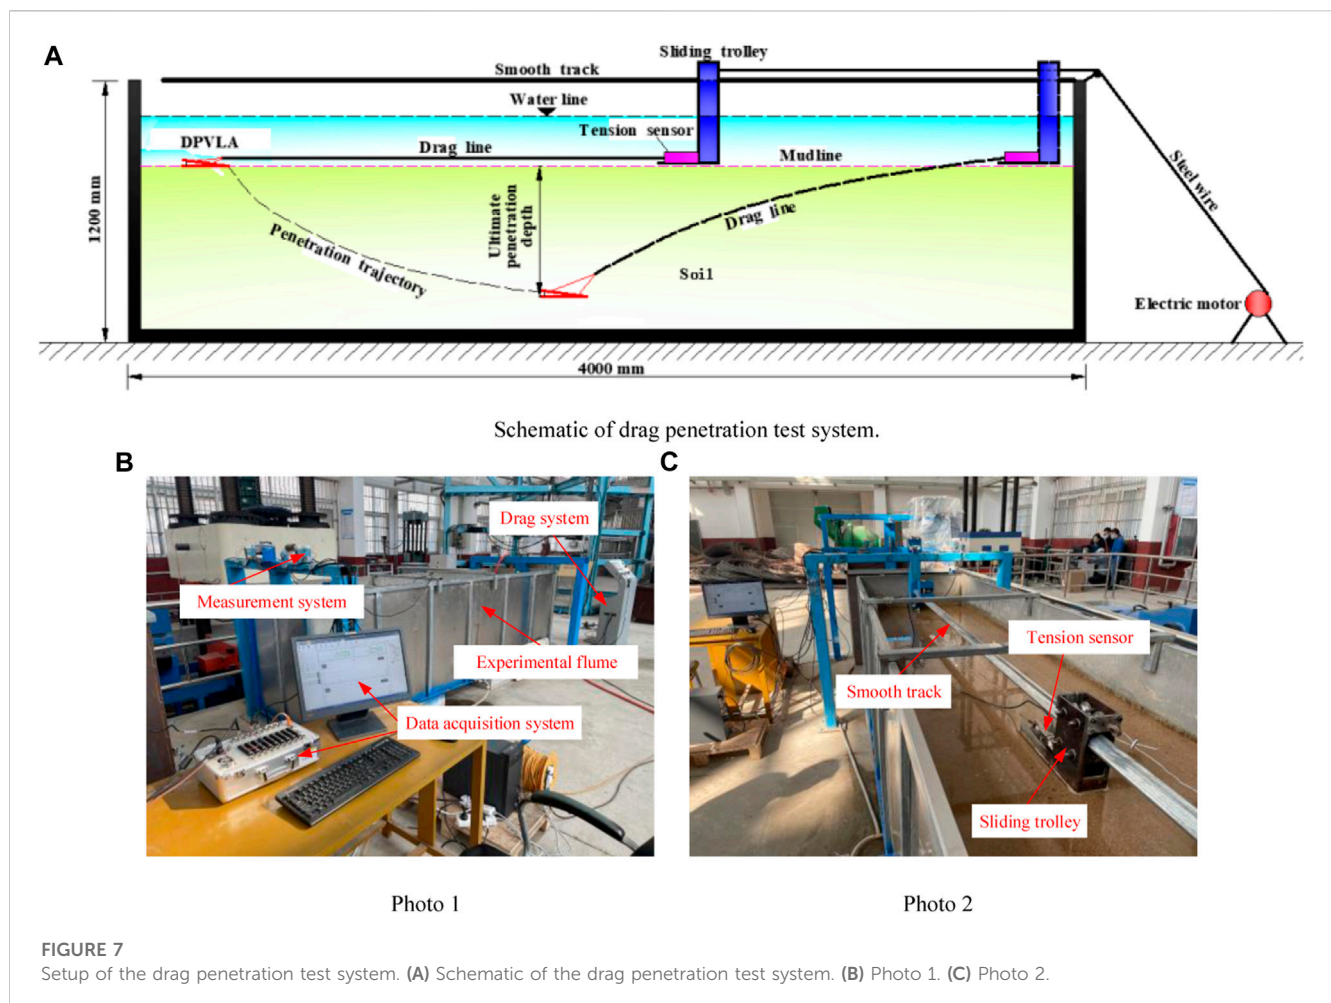 A
Sliding trolley
Smooth track
Water line
DPVLA
Tension sensor
Drag line
Mudline
1200 mm
Ultimate
penetration
depth
Penetration trajectory
Drag line
Soil
Steel wire
Electric motor
4000 mm
Schematic of drag penetration test system.
B
C
Drag system
Measurement system
Experimental flume
Data acquisition system
Tension sensor
Smooth track
Sliding trolley
Photo 1
Photo 2
FIGURE 7
Setup of the drag penetration test system. (A) Schematic of the drag penetration test system. (B) Photo 1. (C) Photo 2.